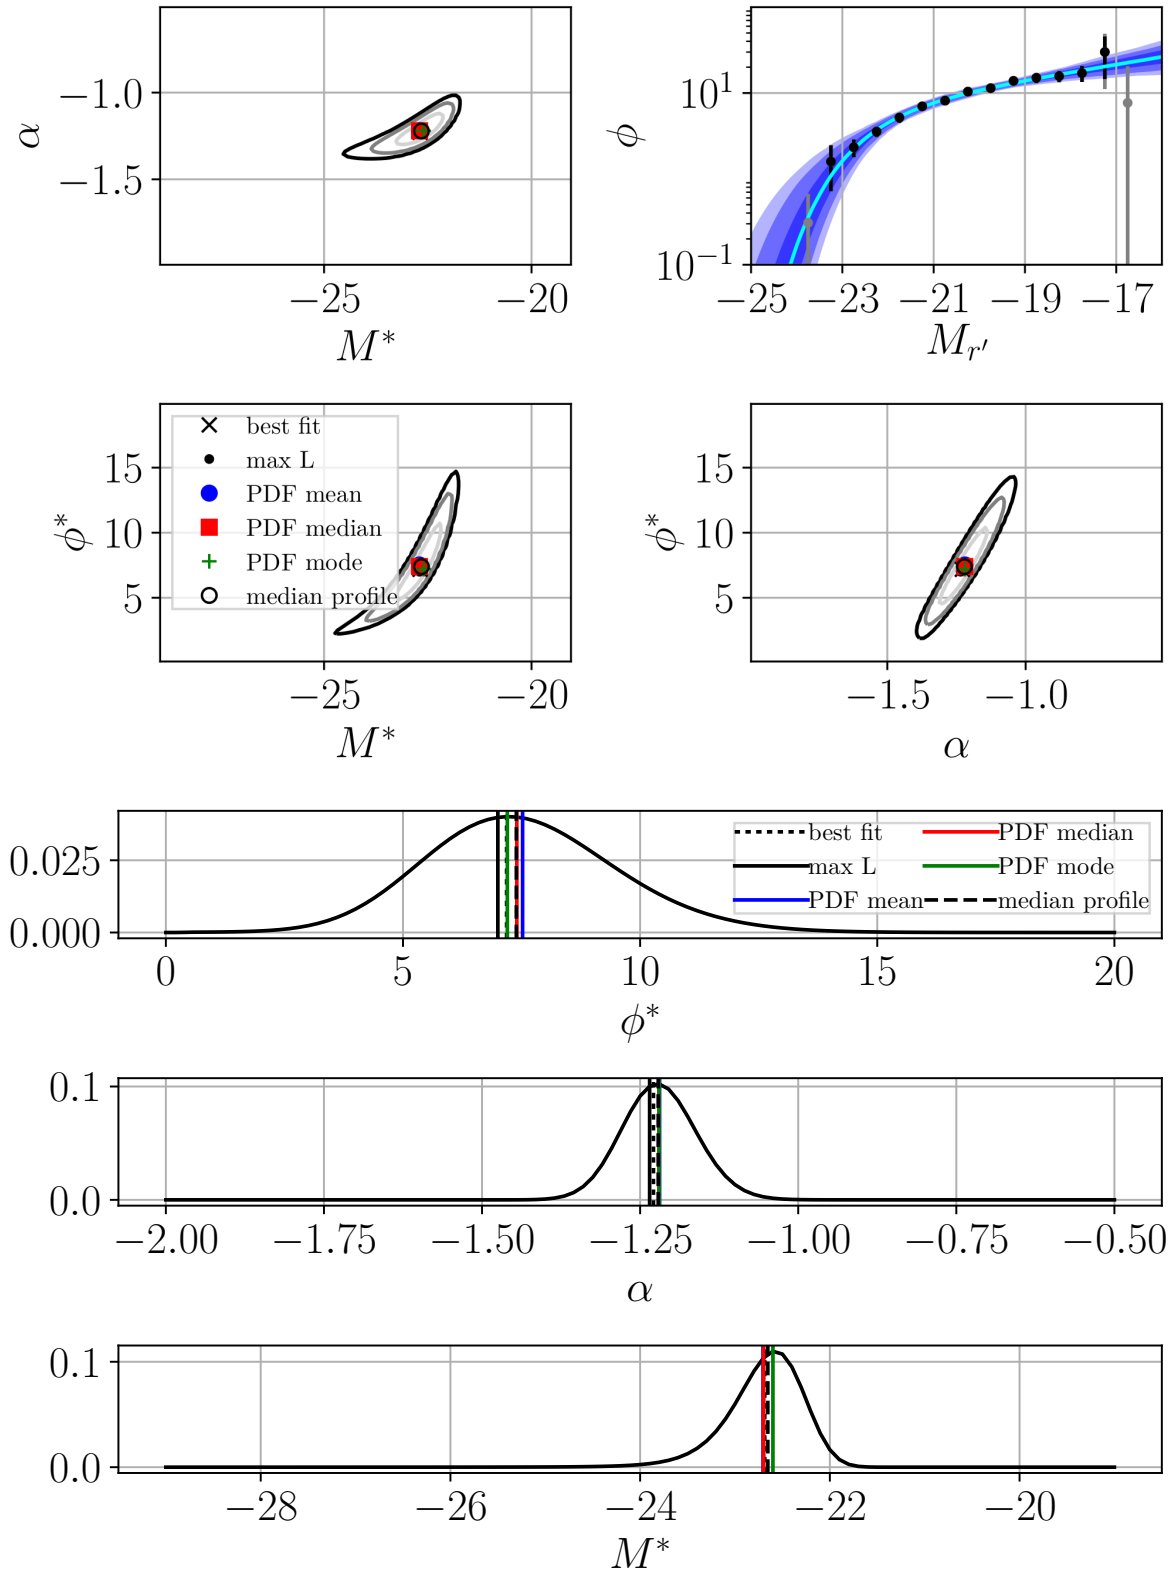 −1.0
−1.5
α
−25 −20
M*
10¹
10⁻¹
ϕ
−25 −23 −21 −19 −17
M_r′
15
10
5
ϕ*
best fit
max L
PDF mean
PDF median
PDF mode
median profile
−25 −20
M*
15
10
5
ϕ*
−1.5 −1.0
α
0.025
0.000
best fit PDF median
max L PDF mode
PDF mean median profile
0 5 10 15 20
ϕ*
0.1
0.0
−2.00 −1.75 −1.50 −1.25 −1.00 −0.75 −0.50
α
0.1
0.0
−28 −26 −24 −22 −20
M*